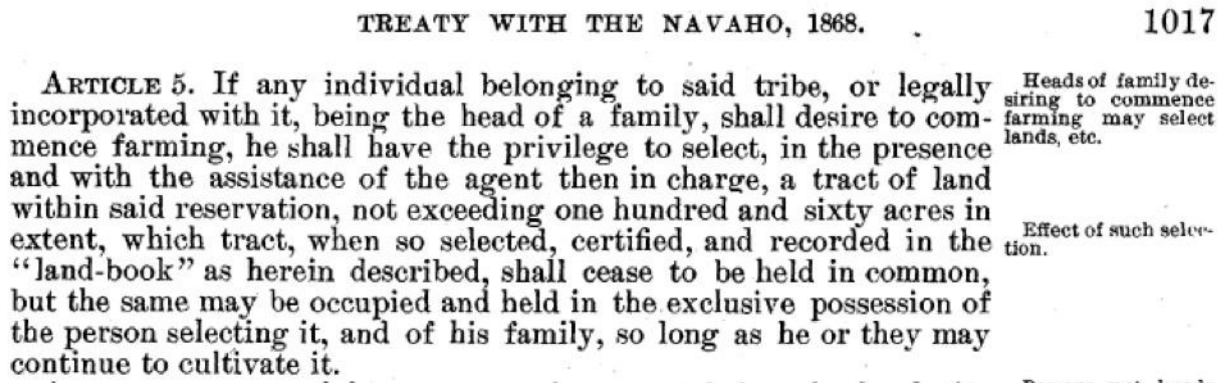 TREATY WITH THE NAVAHO, 1868.
1017
ARTICLE 5. If any individual belonging to said tribe, or legally
incorporated with it, being the head of a family, shall desire to com-
mence farming, he shall have the privilege to select, in the presence
and with the assistance of the agent then in charge, a tract of land
within said reservation, not exceeding one hundred and sixty acres in
extent, which tract, when so selected, certified, and recorded in the
“land-book” as herein described, shall cease to be held in common,
but the same may be occupied and held in the exclusive possession of
the person selecting it, and of his family, so long as he or they may
continue to cultivate it.
Heads of family de-
siring to commence
farming may select
lands, etc.
Effect of such selec-
tion.